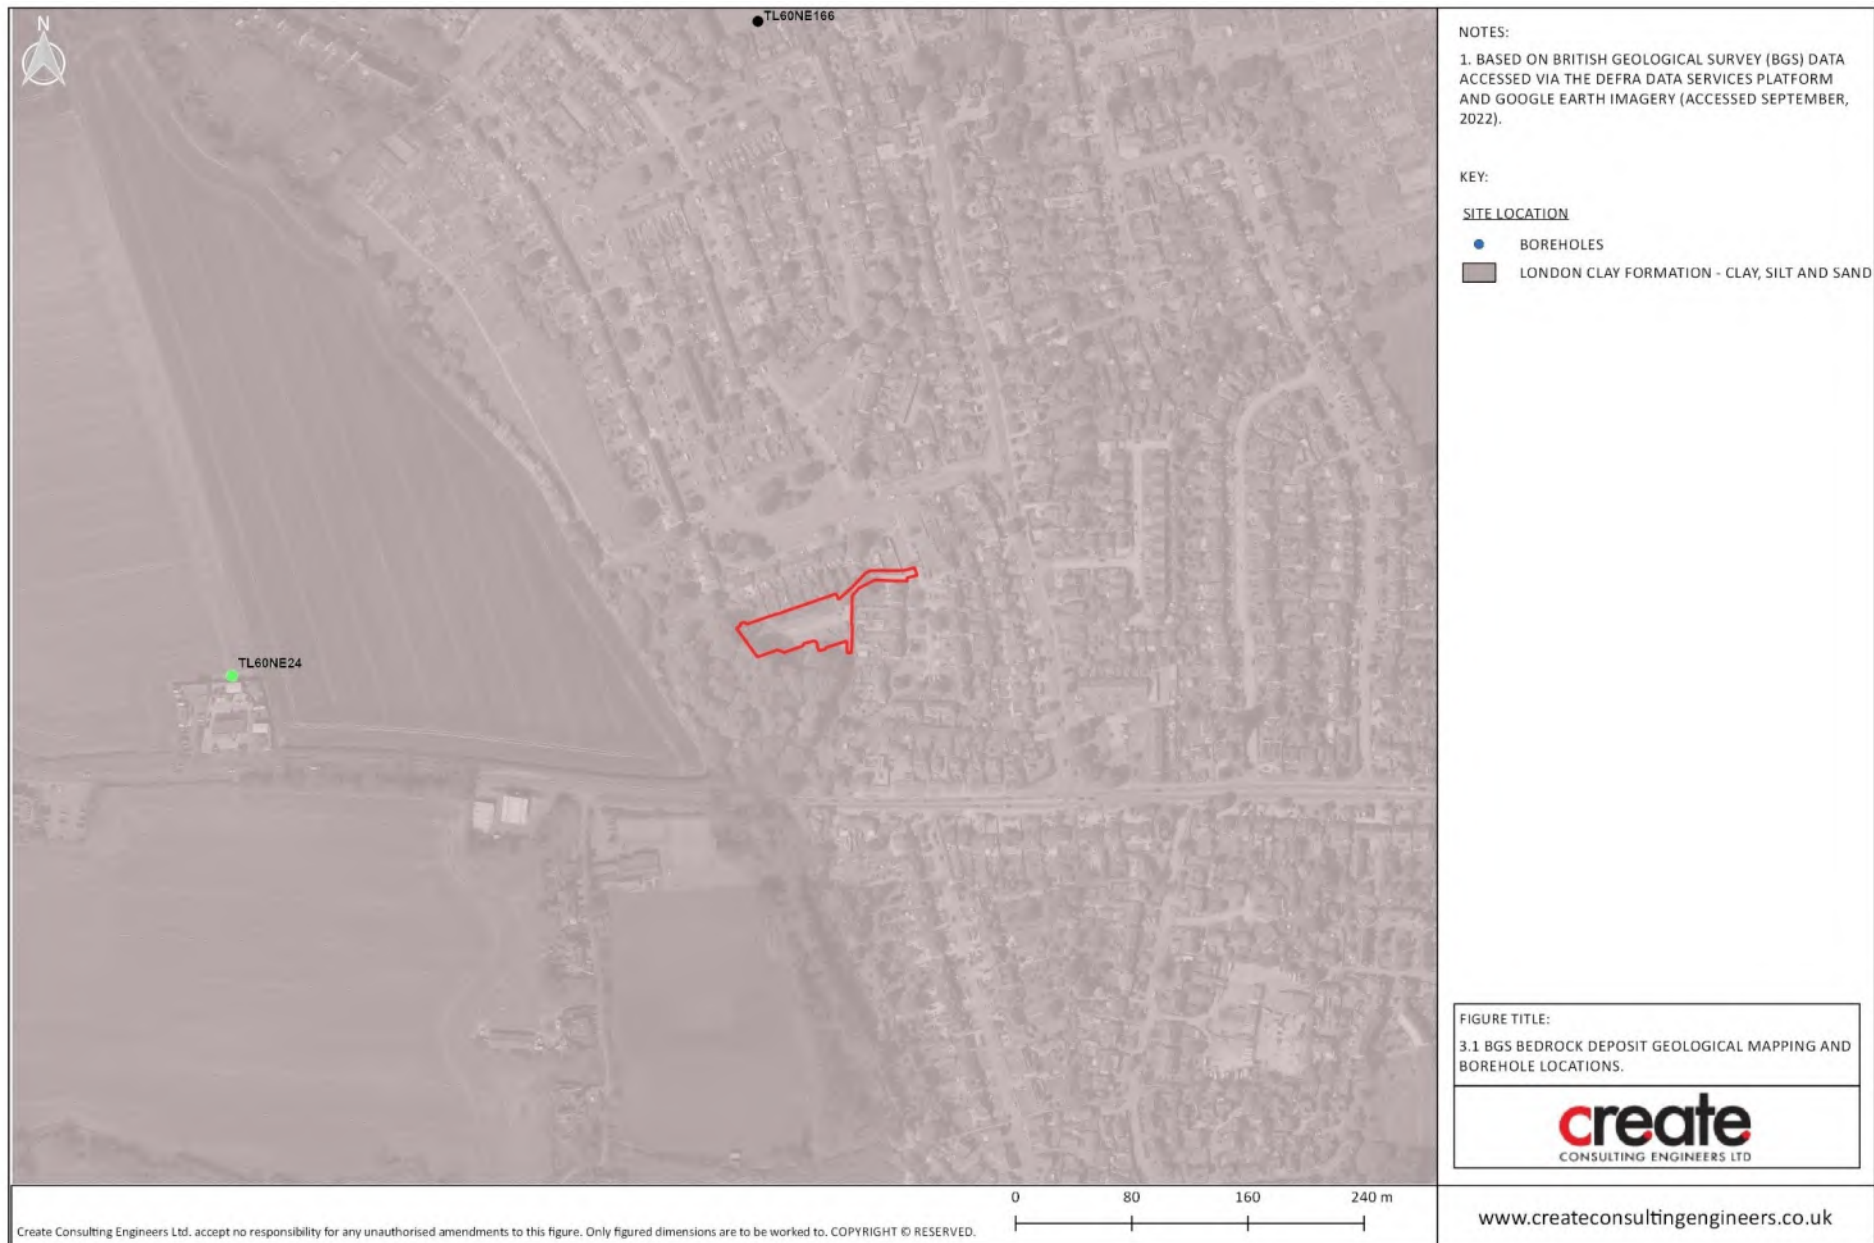 N
TL60NE166
TL60NE24
NOTES:
1. BASED ON BRITISH GEOLOGICAL SURVEY (BGS) DATA
ACCESSED VIA THE DEFRA DATA SERVICES PLATFORM
AND GOOGLE EARTH IMAGERY (ACCESSED SEPTEMBER,
2022).
KEY:
SITE LOCATION
BOREHOLES
LONDON CLAY FORMATION - CLAY, SILT AND SAND
FIGURE TITLE:
3.1 BGS BEDROCK DEPOSIT GEOLOGICAL MAPPING AND
BOREHOLE LOCATIONS.
create
CONSULTING ENGINEERS LTD
0 80 160 240 m
Create Consulting Engineers Ltd. accept no responsibility for any unauthorised amendments to this figure. Only figured dimensions are to be worked to. COPYRIGHT © RESERVED.
www.createconsultingengineers.co.uk